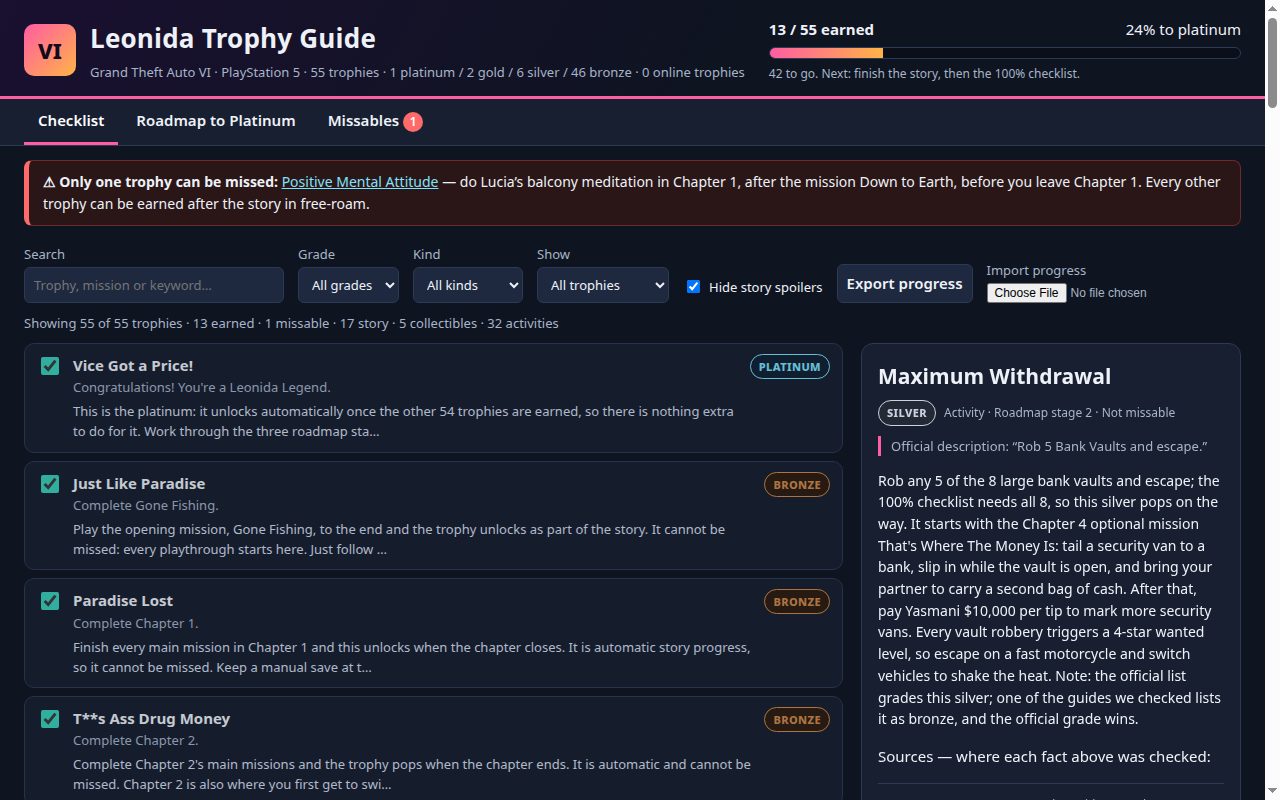 VI
Leonida Trophy Guide
Grand Theft Auto VI · PlayStation 5 · 55 trophies · 1 platinum / 2 gold / 6 silver / 46 bronze · 0 online trophies
13 / 55 earned
24% to platinum
42 to go. Next: finish the story, then the 100% checklist.
Checklist
Roadmap to Platinum
Missables 1
⚠ Only one trophy can be missed: Positive Mental Attitude — do Lucia’s balcony meditation in Chapter 1, after the mission Down to Earth, before you leave Chapter 1. Every other
trophy can be earned after the story in free-roam.
Search
Grade
Kind
Show
Trophy, mission or keyword...
All grades
All kinds
All trophies
Hide story spoilers
Export progress
Import progress
Choose File No file chosen
Showing 55 of 55 trophies · 13 earned · 1 missable · 17 story · 5 collectibles · 32 activities
Vice Got a Price!
PLATINUM
Congratulations! You're a Leonida Legend.
This is the platinum: it unlocks automatically once the other 54 trophies are earned, so there is nothing extra
to do for it. Work through the three roadmap sta...
Just Like Paradise
BRONZE
Complete Gone Fishing.
Play the opening mission, Gone Fishing, to the end and the trophy unlocks as part of the story. It cannot be
missed: every playthrough starts here. Just follow ...
Paradise Lost
BRONZE
Complete Chapter 1.
Finish every main mission in Chapter 1 and this unlocks when the chapter closes. It is automatic story progress,
so it cannot be missed. Keep a manual save at t...
T**s Ass Drug Money
BRONZE
Complete Chapter 2.
Complete Chapter 2's main missions and the trophy pops when the chapter ends. It is automatic and cannot be
missed. Chapter 2 is also where you first get to swi...
Maximum Withdrawal
SILVER
Activity · Roadmap stage 2 · Not missable
Official description: “Rob 5 Bank Vaults and escape.”
Rob any 5 of the 8 large bank vaults and escape; the
100% checklist needs all 8, so this silver pops on the
way. It starts with the Chapter 4 optional mission
That's Where The Money Is: tail a security van to a
bank, slip in while the vault is open, and bring your
partner to carry a second bag of cash. After that,
pay Yasmani $10,000 per tip to mark more security
vans. Every vault robbery triggers a 4-star wanted
level, so escape on a fast motorcycle and switch
vehicles to shake the heat. Note: the official list
grades this silver; one of the guides we checked lists
it as bronze, and the official grade wins.
Sources — where each fact above was checked: